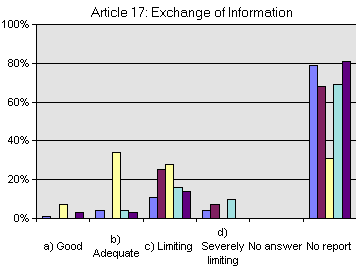 Article 17: Exchange of Information
100%
80%
60%
40%
20%
0%
a) Good
b)
Adequate
c) Limiting
d)
Severely
limiting
No answer
No report